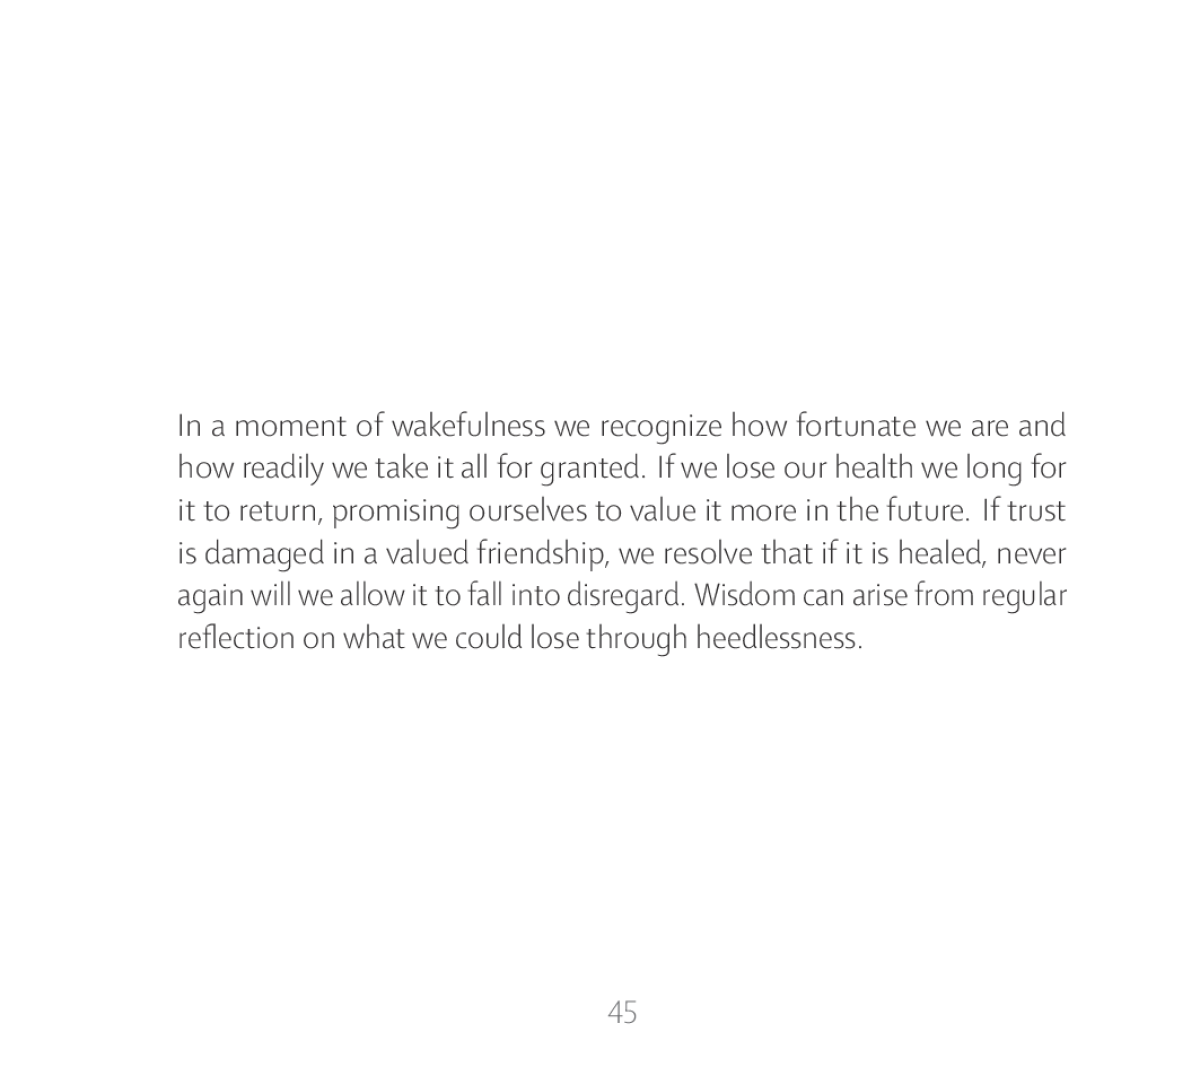 In a moment of wakefulness we recognize how fortunate we are and
how readily we take it all for granted. If we lose our health we long for
it to return, promising ourselves to value it more in the future. If trust
is damaged in a valued friendship, we resolve that if it is healed, never
again will we allow it to fall into disregard. Wisdom can arise from regular
reflection on what we could lose through heedlessness.
45